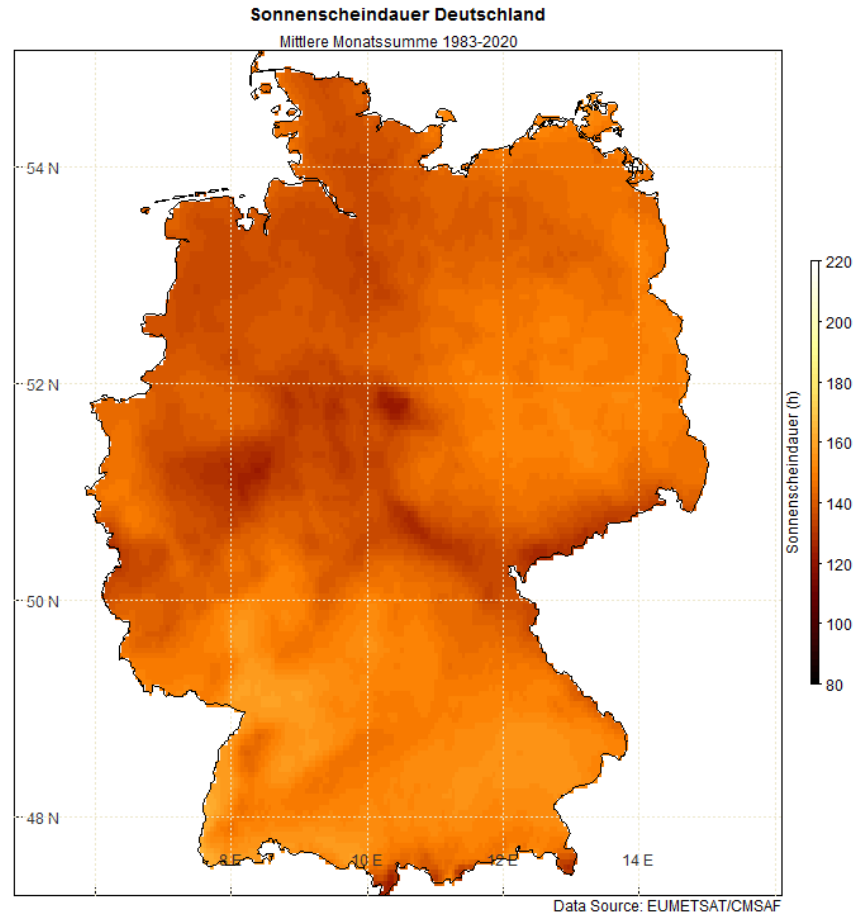 Sonnenscheindauer Deutschland
Mittlere Monatssumme 1983-2020
54 N
52 N
50 N
48 N
8 E
10 E
12 E
14 E
220
200
180
160
140
120
100
80
Sonnenscheindauer (h)
Data Source: EUMETSAT/CMSAF